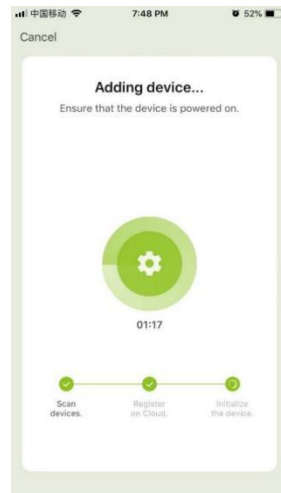 中国移动 7:48 PM 52%
Cancel
Adding device...
Ensure that the device is powered on.
01:17
Scan devices.
Register on Cloud.
Initialize the device.